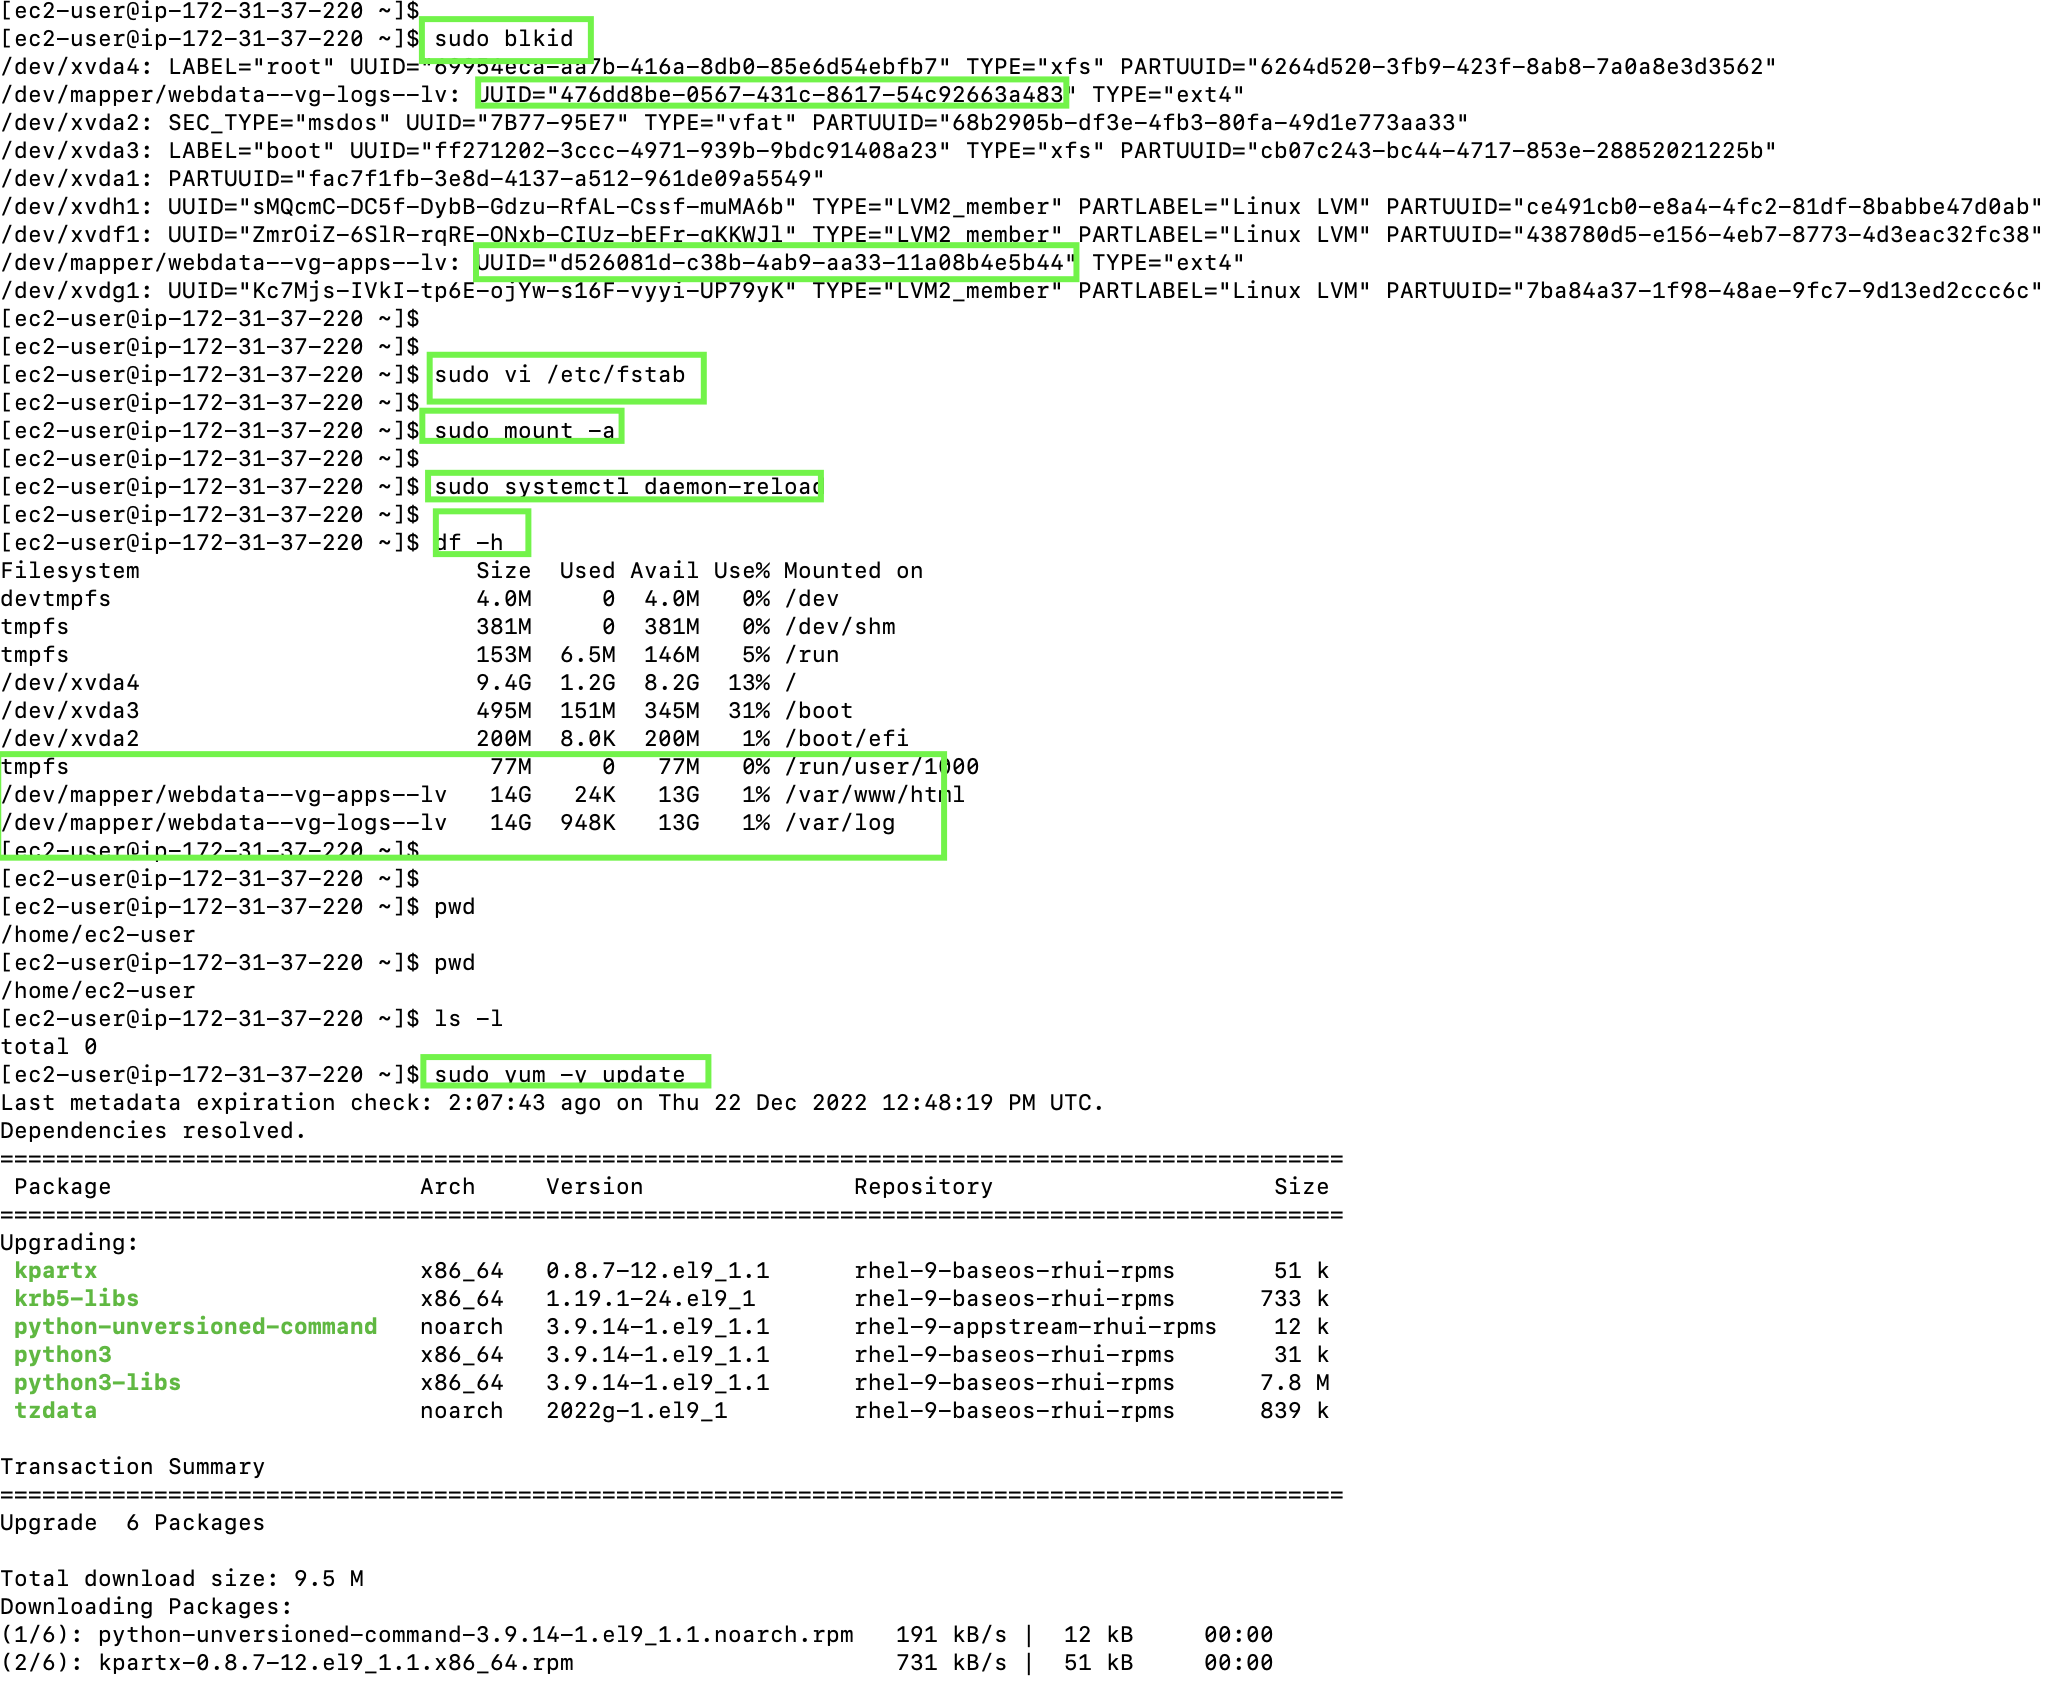 [ec2-user@ip-172-31-37-220 ~]$
[ec2-user@ip-172-31-37-220 ~]$ sudo blkid
/dev/xvda4: LABEL="root" UUID="69954eca-aa7b-416a-8db0-85e6d54ebfb7" TYPE="xfs" PARTUUID="6264d520-3fb9-423f-8ab8-7a0a8e3d3562"
/dev/mapper/webdata--vg-logs--lv: UUID="476dd8be-0567-431c-8617-54c92663a483" TYPE="ext4"
/dev/xvda2: SEC_TYPE="msdos" UUID="7B77-95E7" TYPE="vfat" PARTUUID="68b2905b-df3e-4fb3-80fa-49d1e773aa33"
/dev/xvda3: LABEL="boot" UUID="ff271202-3ccc-4971-939b-9bdc91408a23" TYPE="xfs" PARTUUID="cb07c243-bc44-4717-853e-28852021225b"
/dev/xvda1: PARTUUID="fac7f1fb-3e8d-4137-a512-961de09a5549"
/dev/xvdh1: UUID="sMQcmC-DC5f-DybB-Gdzu-RfAL-Cssf-muMA6b" TYPE="LVM2_member" PARTLABEL="Linux LVM" PARTUUID="ce491cb0-e8a4-4fc2-81df-8babbe47d0ab"
/dev/xvdf1: UUID="ZmrOiZ-6SlR-rqRE-ONxb-CIUz-bEFr-qKKWJl" TYPE="LVM2_member" PARTLABEL="Linux LVM" PARTUUID="438780d5-e156-4eb7-8773-4d3eac32fc38"
/dev/mapper/webdata--vg-apps--lv: UUID="d526081d-c38b-4ab9-aa33-11a08b4e5b44" TYPE="ext4"
/dev/xvdg1: UUID="Kc7Mjs-IVkI-tp6E-ojYw-s16F-vyyi-UP79yK" TYPE="LVM2_member" PARTLABEL="Linux LVM" PARTUUID="7ba84a37-1f98-48ae-9fc7-9d13ed2ccc6c"
[ec2-user@ip-172-31-37-220 ~]$
[ec2-user@ip-172-31-37-220 ~]$
[ec2-user@ip-172-31-37-220 ~]$ sudo vi /etc/fstab
[ec2-user@ip-172-31-37-220 ~]$
[ec2-user@ip-172-31-37-220 ~]$ sudo mount -a
[ec2-user@ip-172-31-37-220 ~]$
[ec2-user@ip-172-31-37-220 ~]$ sudo systemctl daemon-reload
[ec2-user@ip-172-31-37-220 ~]$
[ec2-user@ip-172-31-37-220 ~]$ df -h
Filesystem                        Size  Used Avail Use% Mounted on
devtmpfs                          4.0M     0  4.0M   0% /dev
tmpfs                             381M     0  381M   0% /dev/shm
tmpfs                             153M  6.5M  146M   5% /run
/dev/xvda4                        9.4G  1.2G  8.2G  13% /
/dev/xvda3                        495M  151M  345M  31% /boot
/dev/xvda2                        200M  8.0K  200M   1% /boot/efi
tmpfs                              77M     0   77M   0% /run/user/1000
/dev/mapper/webdata--vg-apps--lv   14G   24K   13G   1% /var/www/html
/dev/mapper/webdata--vg-logs--lv   14G  948K   13G   1% /var/log
[ec2-user@ip-172-31-37-220 ~]$
[ec2-user@ip-172-31-37-220 ~]$
[ec2-user@ip-172-31-37-220 ~]$ pwd
/home/ec2-user
[ec2-user@ip-172-31-37-220 ~]$ pwd
/home/ec2-user
[ec2-user@ip-172-31-37-220 ~]$ ls -l
total 0
[ec2-user@ip-172-31-37-220 ~]$ sudo yum -y update
Last metadata expiration check: 2:07:43 ago on Thu 22 Dec 2022 12:48:19 PM UTC.
Dependencies resolved.
================================================================================================
 Package                      Arch     Version               Repository                    Size
================================================================================================
Upgrading:
 kpartx                       x86_64   0.8.7-12.el9_1.1      rhel-9-baseos-rhui-rpms       51 k
 krb5-libs                    x86_64   1.19.1-24.el9_1       rhel-9-baseos-rhui-rpms      733 k
 python-unversioned-command   noarch   3.9.14-1.el9_1.1      rhel-9-appstream-rhui-rpms    12 k
 python3                      x86_64   3.9.14-1.el9_1.1      rhel-9-baseos-rhui-rpms       31 k
 python3-libs                 x86_64   3.9.14-1.el9_1.1      rhel-9-baseos-rhui-rpms      7.8 M
 tzdata                       noarch   2022g-1.el9_1         rhel-9-baseos-rhui-rpms      839 k
Transaction Summary
================================================================================================
Upgrade  6 Packages
Total download size: 9.5 M
Downloading Packages:
(1/6): python-unversioned-command-3.9.14-1.el9_1.1.noarch.rpm   191 kB/s |  12 kB     00:00
(2/6): kpartx-0.8.7-12.el9_1.1.x86_64.rpm                       731 kB/s |  51 kB     00:00